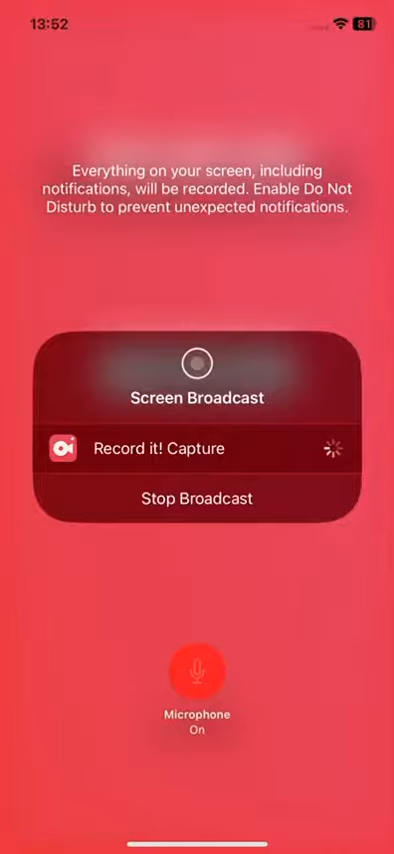 13:52
81
Everything on your screen, including
notifications, will be recorded. Enable Do Not
Disturb to prevent unexpected notifications.
Screen Broadcast
Record it! Capture
Stop Broadcast
Microphone
On